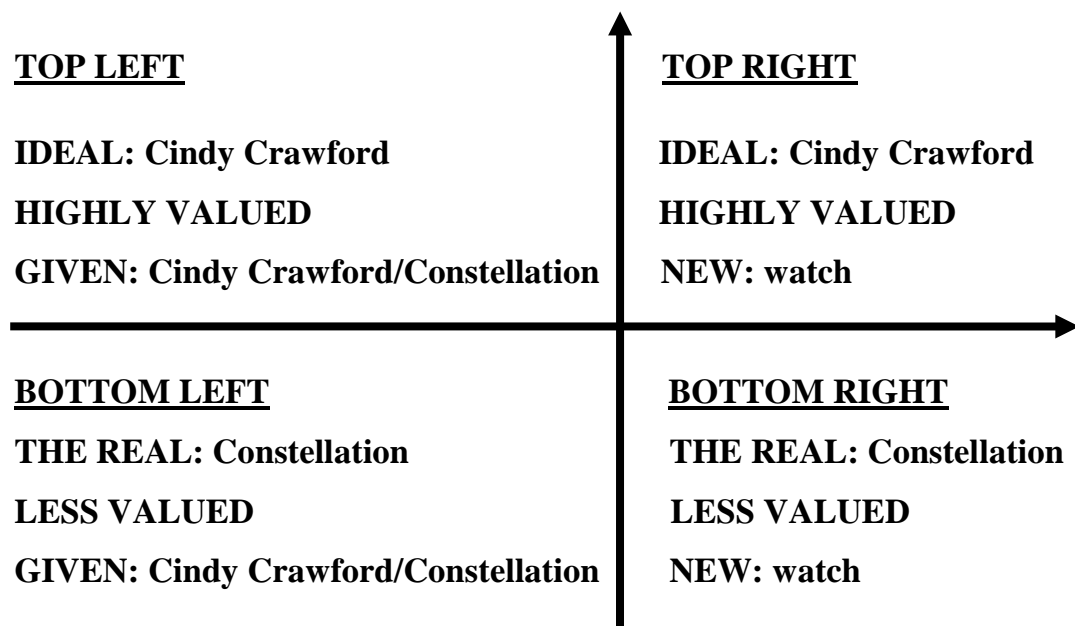 TOP LEFT
IDEAL: Cindy Crawford
HIGHLY VALUED
GIVEN: Cindy Crawford/Constellation
TOP RIGHT
IDEAL: Cindy Crawford
HIGHLY VALUED
NEW: watch
BOTTOM LEFT
THE REAL: Constellation
LESS VALUED
GIVEN: Cindy Crawford/Constellation
BOTTOM RIGHT
THE REAL: Constellation
LESS VALUED
NEW: watch